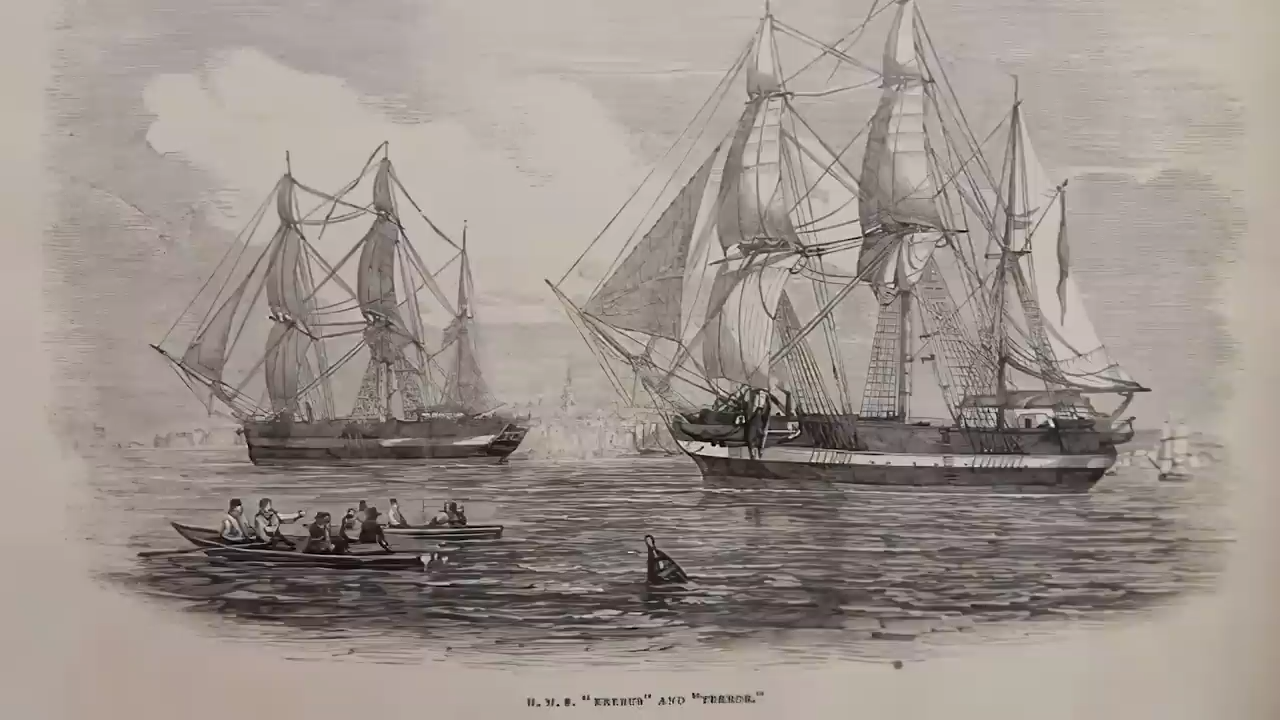 H. M. S. "EREBUS" AND "TERROR."